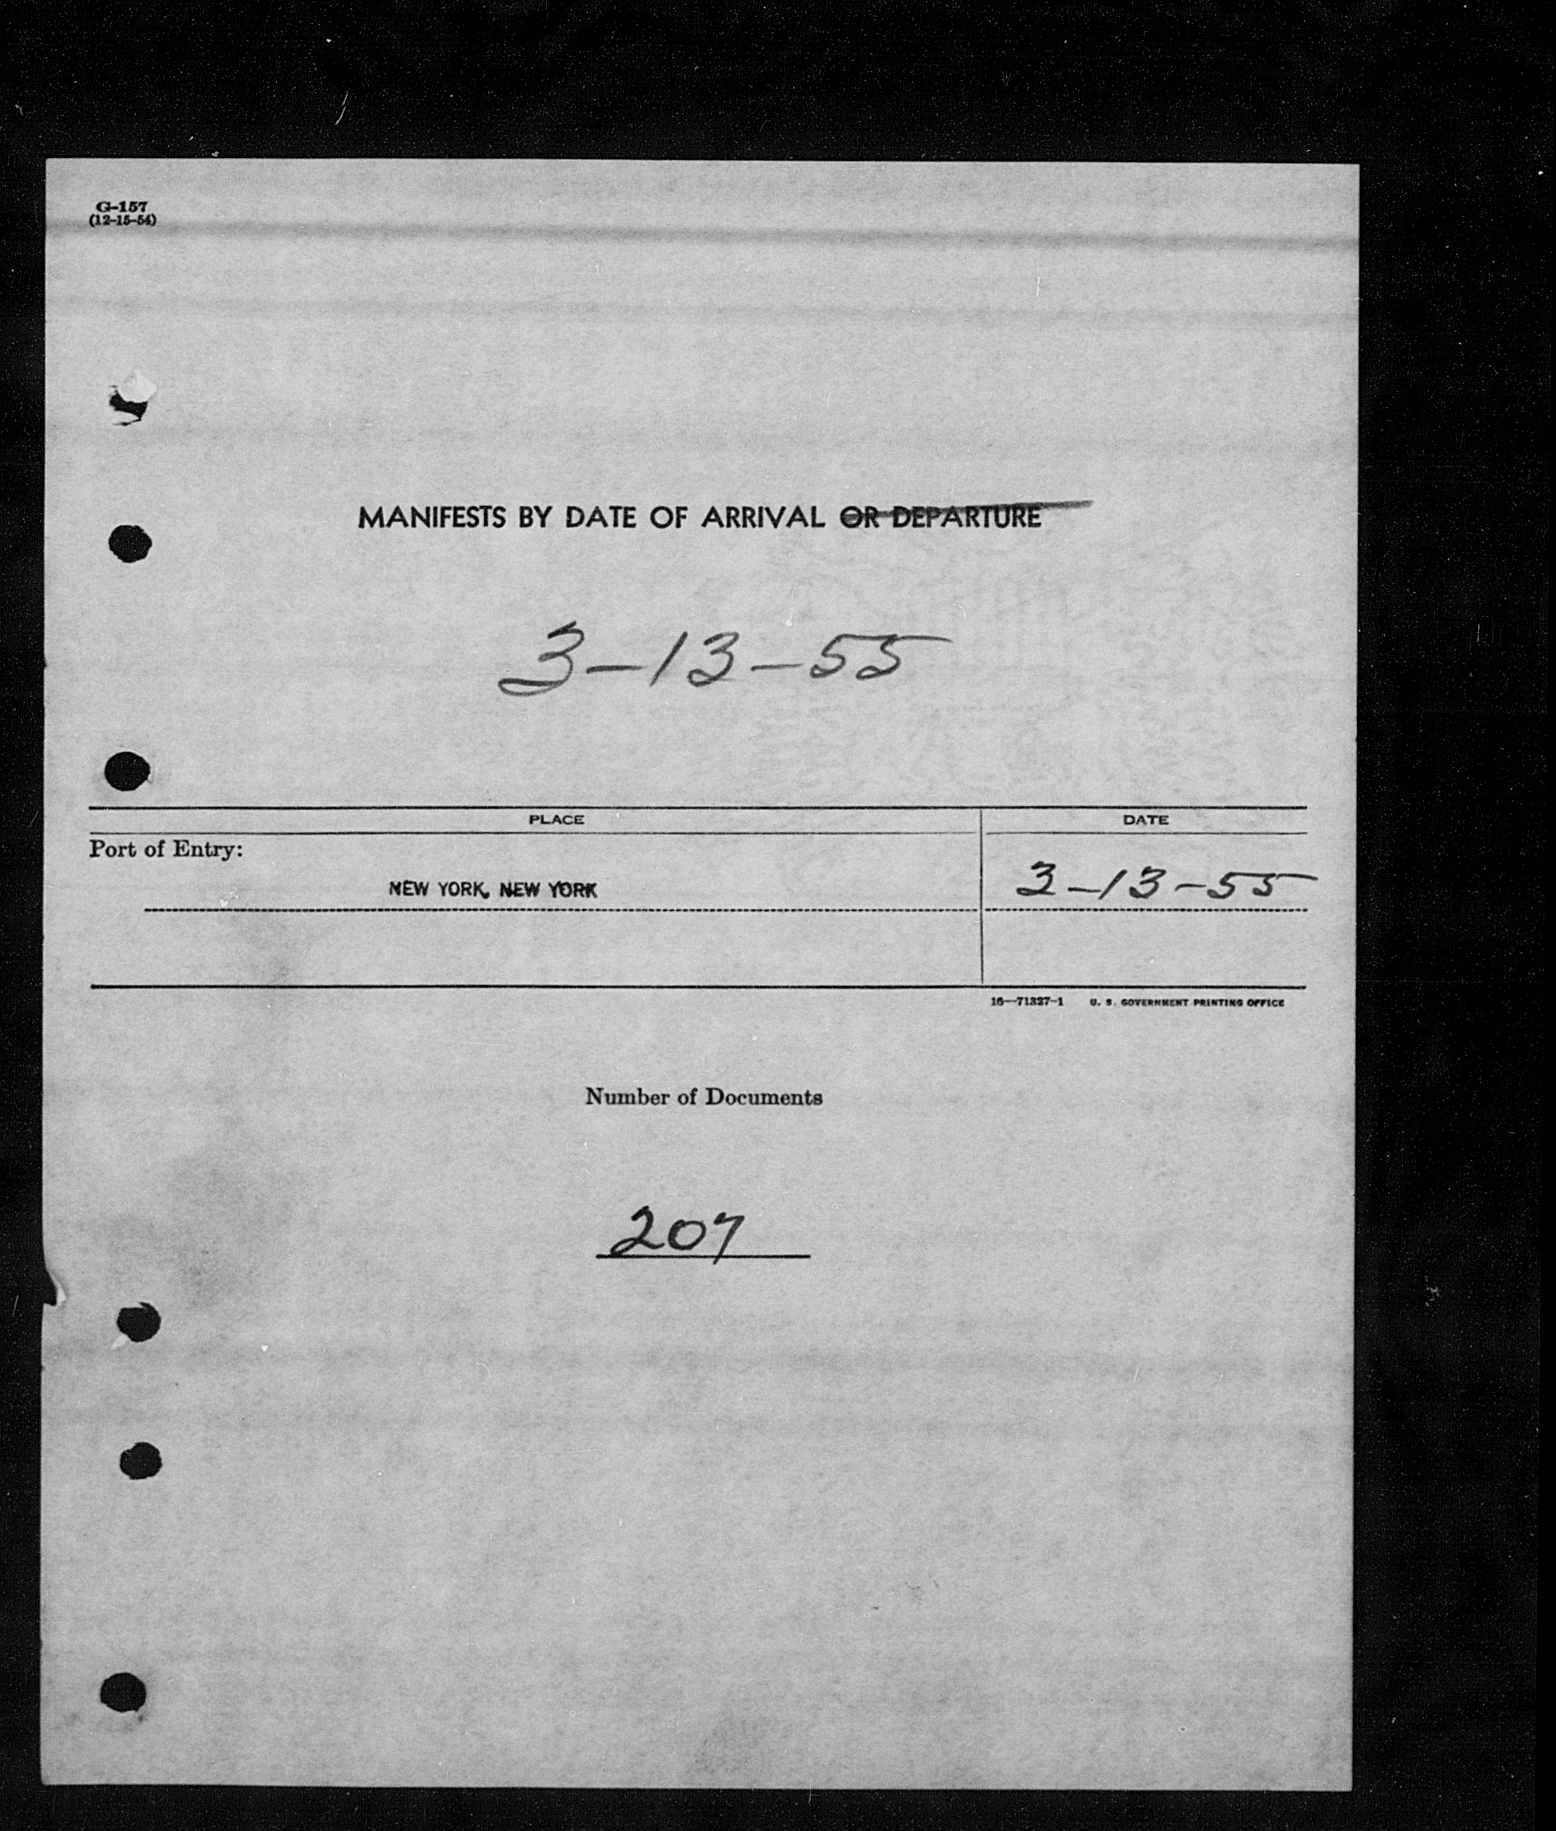 G-157
(12-15-54)
MANIFESTS BY DATE OF ARRIVAL OR DEPARTURE
3-13-55
PLACE DATE
Port of Entry:
NEW YORK, NEW YORK 3-13-55
16—71327-1 U. S. GOVERNMENT PRINTING OFFICE
Number of Documents
207